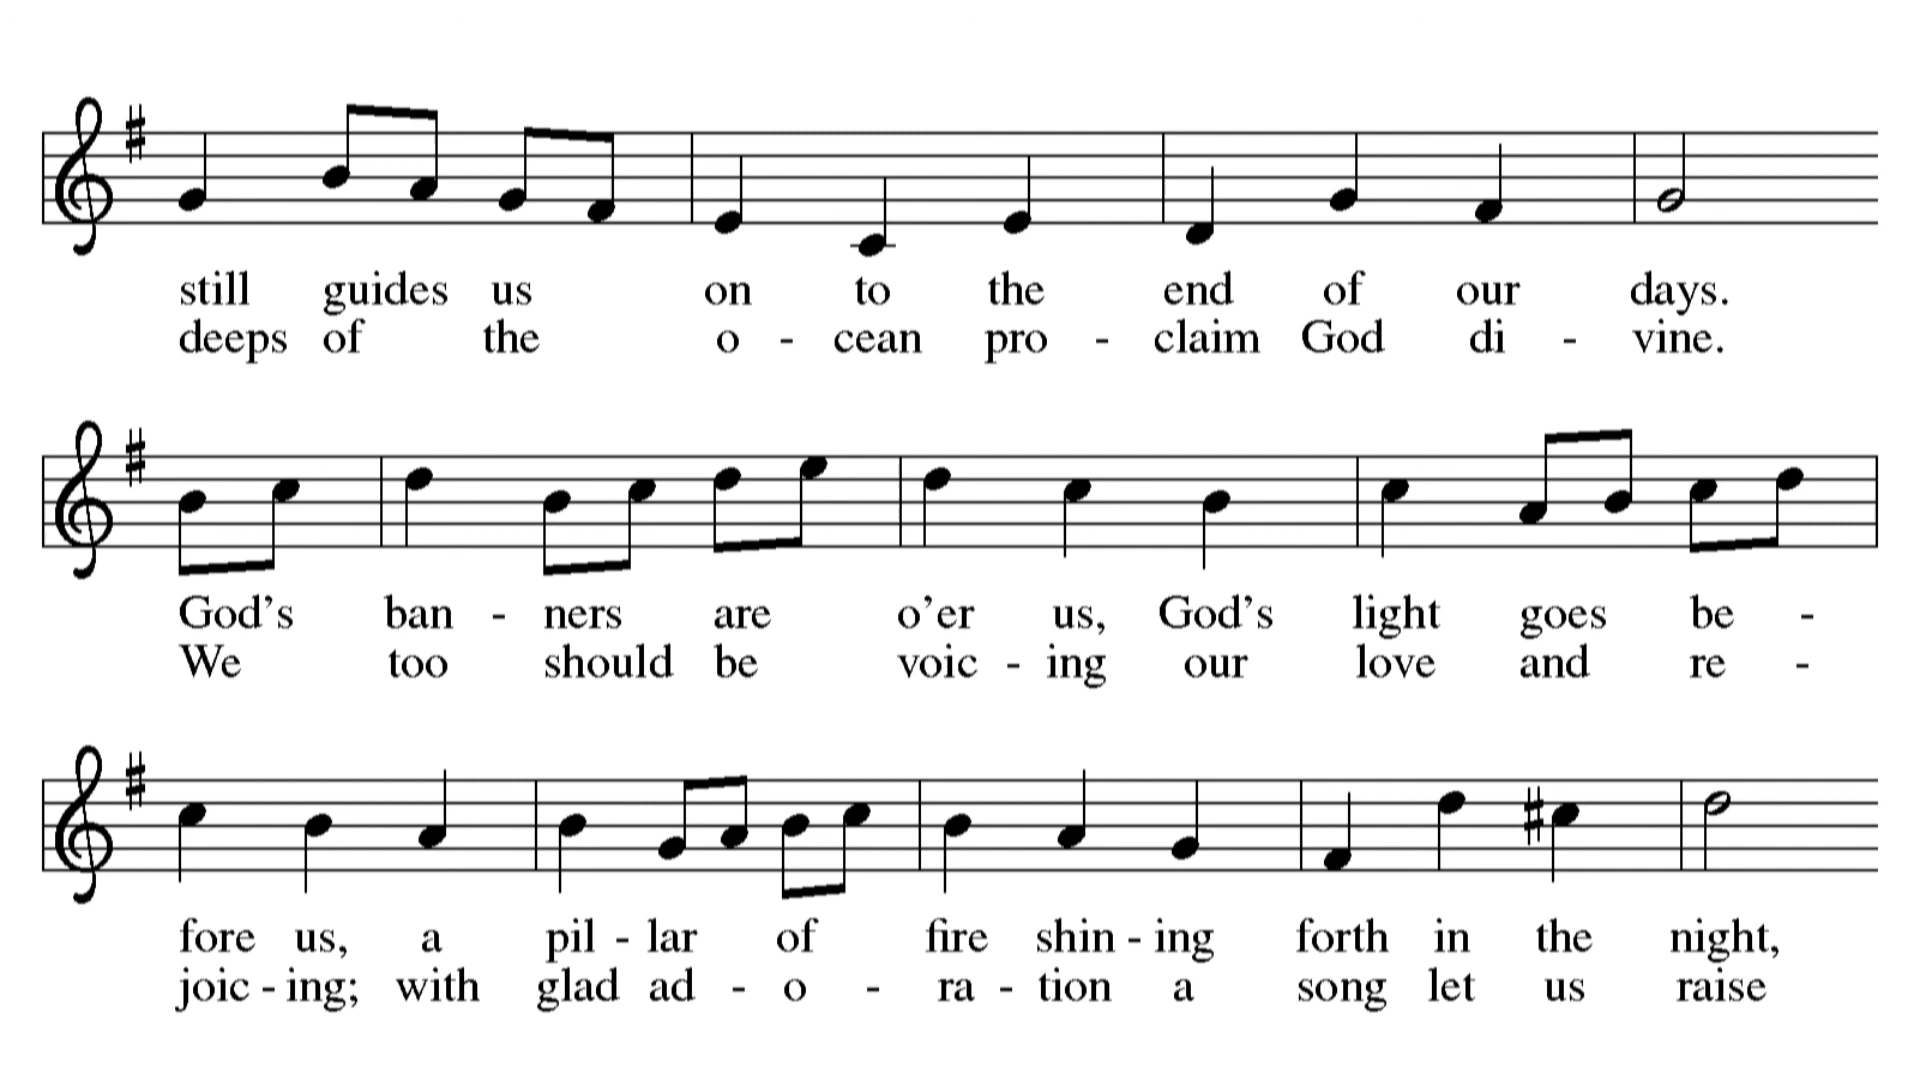 still guides us on to the end of our days.
deeps of the o - cean pro - claim God di - vine.
God’s ban - ners are o’er us, God’s light goes be -
We too should be voic - ing our love and re -
fore us, a pil - lar of fire shin - ing forth in the night,
joic - ing; with glad ad - o - ra - tion a song let us raise